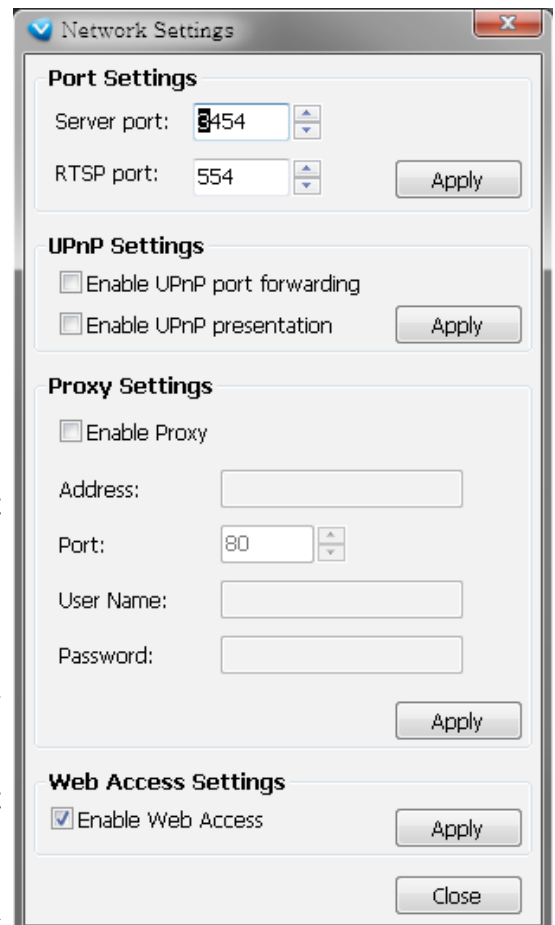 Network Settings
Port Settings
Server port: 3454
RTSP port: 554
Apply
UPnP Settings
Enable UPnP port forwarding
Enable UPnP presentation
Apply
Proxy Settings
Enable Proxy
Address:
Port: 80
User Name:
Password:
Apply
Web Access Settings
Enable Web Access
Apply
Close